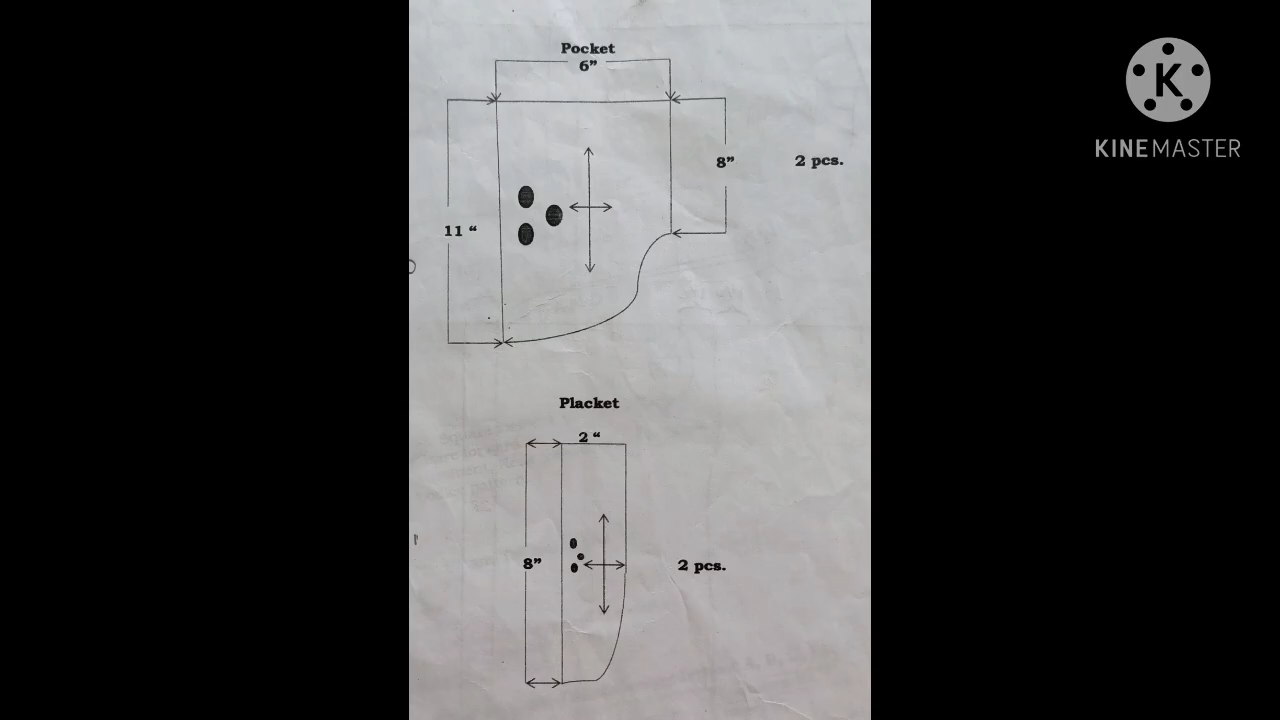 Pocket
6”
8”
2 pcs.
11 “
Placket
2 “
8”
2 pcs.
KINEMASTER